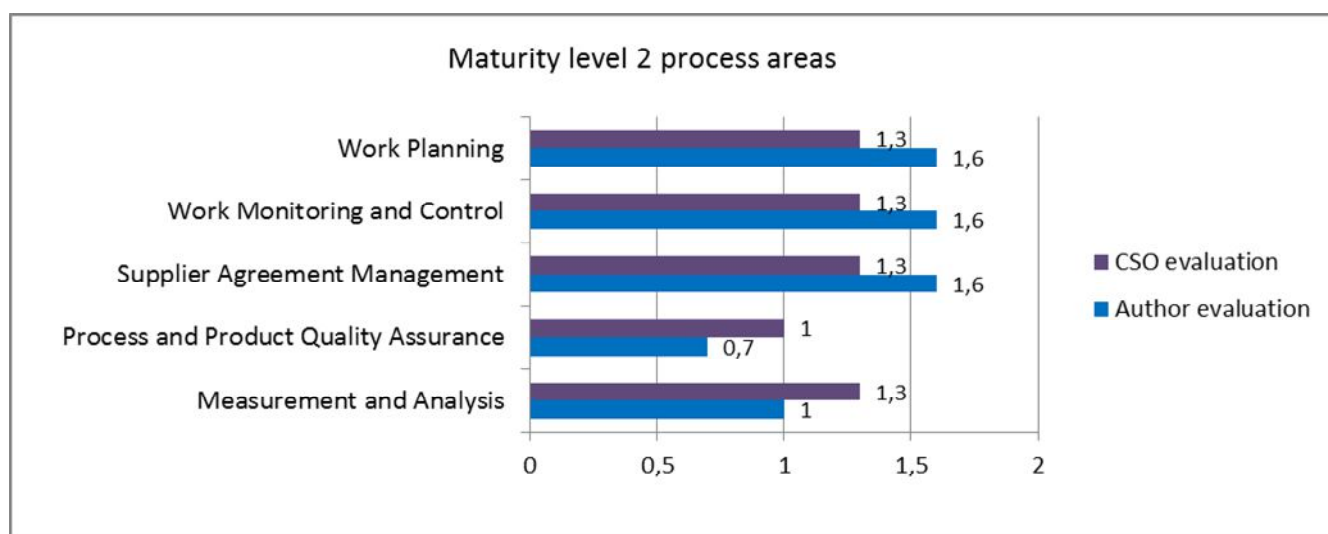 Maturity level 2 process areas
Work Planning
1,3
1,6
Work Monitoring and Control
1,3
1,6
Supplier Agreement Management
1,3
1,6
Process and Product Quality Assurance
1
0,7
Measurement and Analysis
1,3
1
0 0,5 1 1,5 2
CSO evaluation
Author evaluation